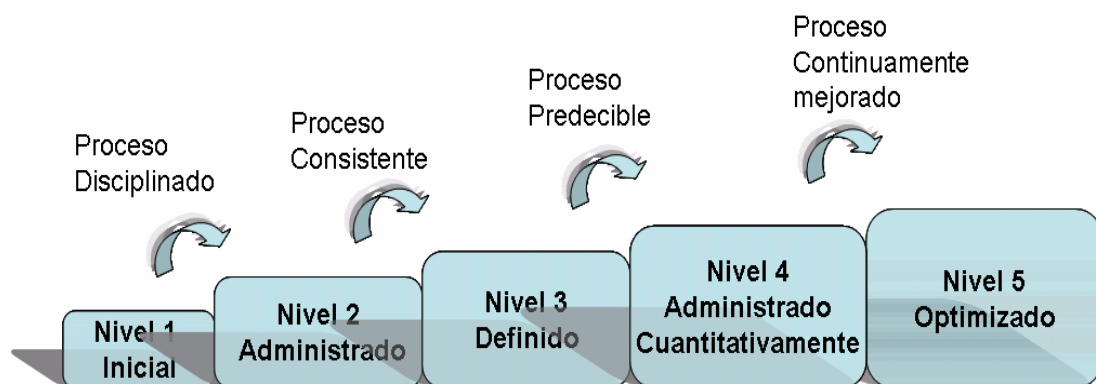 Proceso
Disciplinado
Proceso
Consistente
Proceso
Predecible
Proceso
Continuamente
mejorado
Nivel 1
Inicial
Nivel 2
Administrado
Nivel 3
Definido
Nivel 4
Administrado
Cuantitativamente
Nivel 5
Optimizado